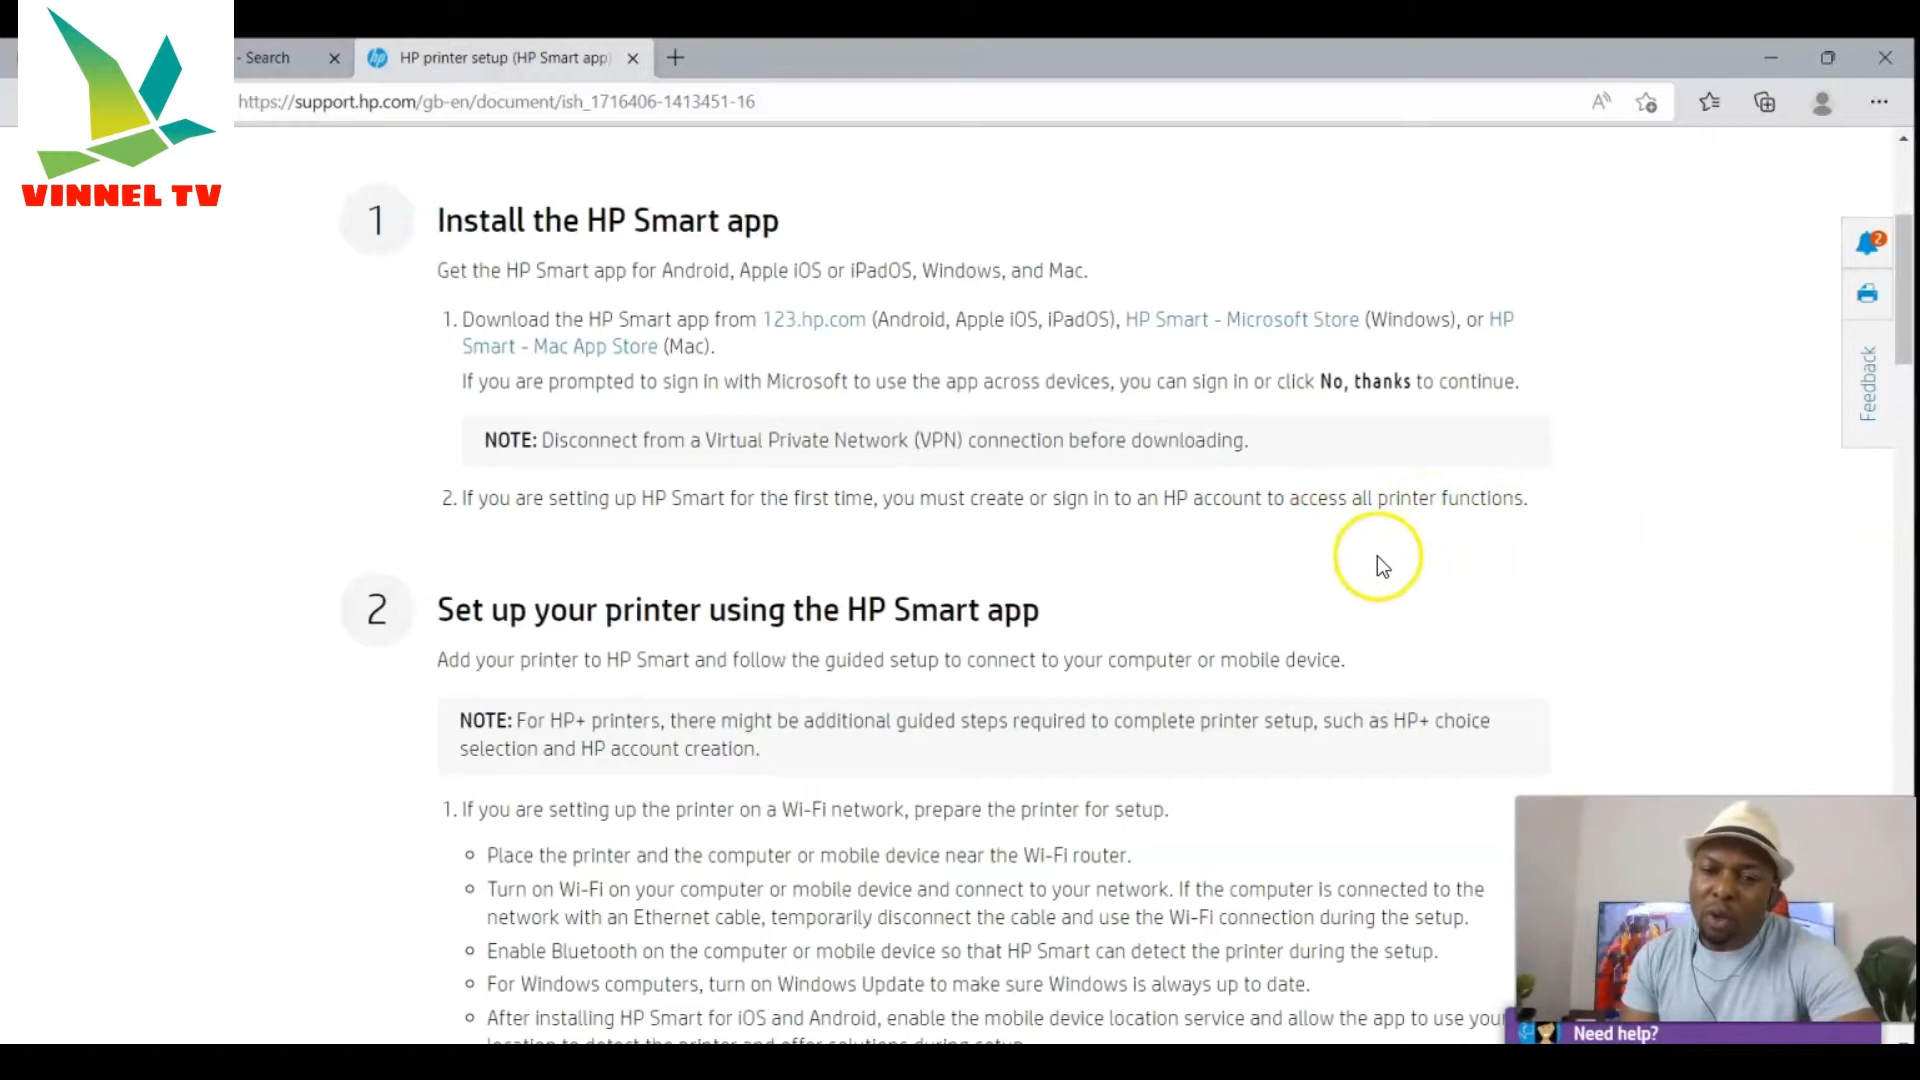 - Search
HP printer setup (HP Smart app)
https://support.hp.com/gb-en/document/ish_1716406-1413451-16
VINNEL TV
1
Install the HP Smart app
Get the HP Smart app for Android, Apple iOS or iPadOS, Windows, and Mac.
1. Download the HP Smart app from 123.hp.com (Android, Apple iOS, iPadOS), HP Smart - Microsoft Store (Windows), or HP
Smart - Mac App Store (Mac).
If you are prompted to sign in with Microsoft to use the app across devices, you can sign in or click No, thanks to continue.
NOTE: Disconnect from a Virtual Private Network (VPN) connection before downloading.
2. If you are setting up HP Smart for the first time, you must create or sign in to an HP account to access all printer functions.
2
Feedback
2
Set up your printer using the HP Smart app
Add your printer to HP Smart and follow the guided setup to connect to your computer or mobile device.
NOTE: For HP+ printers, there might be additional guided steps required to complete printer setup, such as HP+ choice
selection and HP account creation.
1. If you are setting up the printer on a Wi-Fi network, prepare the printer for setup.
Place the printer and the computer or mobile device near the Wi-Fi router.
Turn on Wi-Fi on your computer or mobile device and connect to your network. If the computer is connected to the
network with an Ethernet cable, temporarily disconnect the cable and use the Wi-Fi connection during the setup.
Enable Bluetooth on the computer or mobile device so that HP Smart can detect the printer during the setup.
For Windows computers, turn on Windows Update to make sure Windows is always up to date.
After installing HP Smart for iOS and Android, enable the mobile device location service and allow the app to use your
location to detect the printer and offer solutions during setup.
Need help?